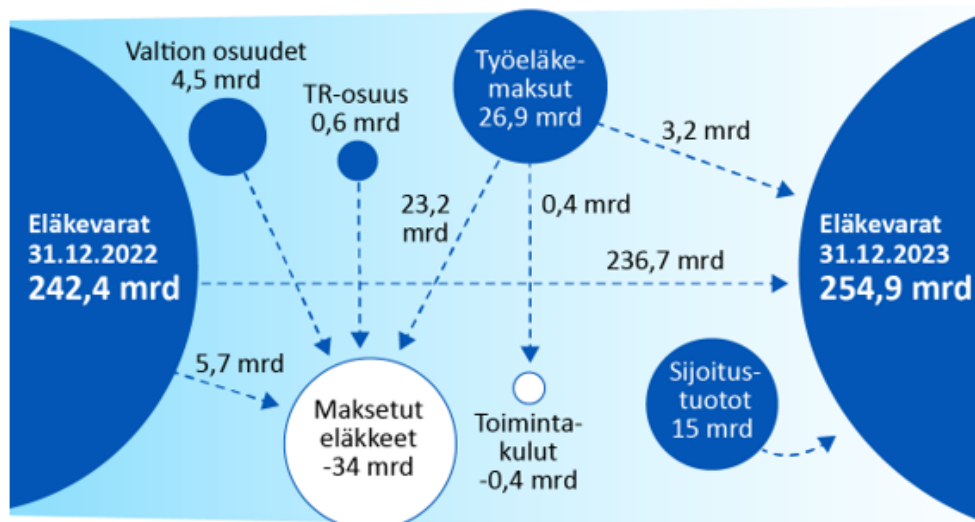 Valtion osuudet
4,5 mrd
TR-osuus
0,6 mrd
Työeläke-
maksut
26,9 mrd
3,2 mrd
23,2
mrd
0,4 mrd
Eläkevarat
31.12.2022
242,4 mrd
236,7 mrd
Eläkevarat
31.12.2023
254,9 mrd
5,7 mrd
Maksetut
eläkkeet
-34 mrd
Toiminta-
kulut
-0,4 mrd
Sijoitus-
tuotot
15 mrd